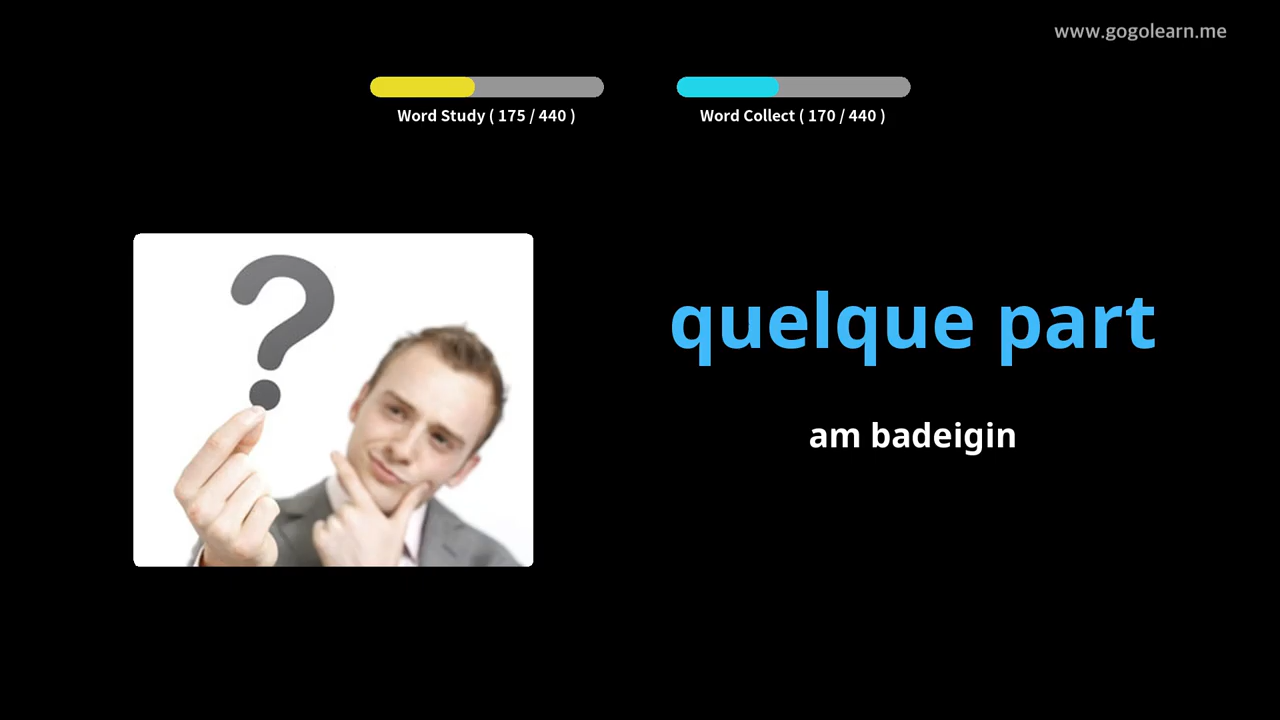 www.gogolearn.me
Word Study ( 175 / 440 )
Word Collect ( 170 / 440 )
?
quelque part
am badeigin